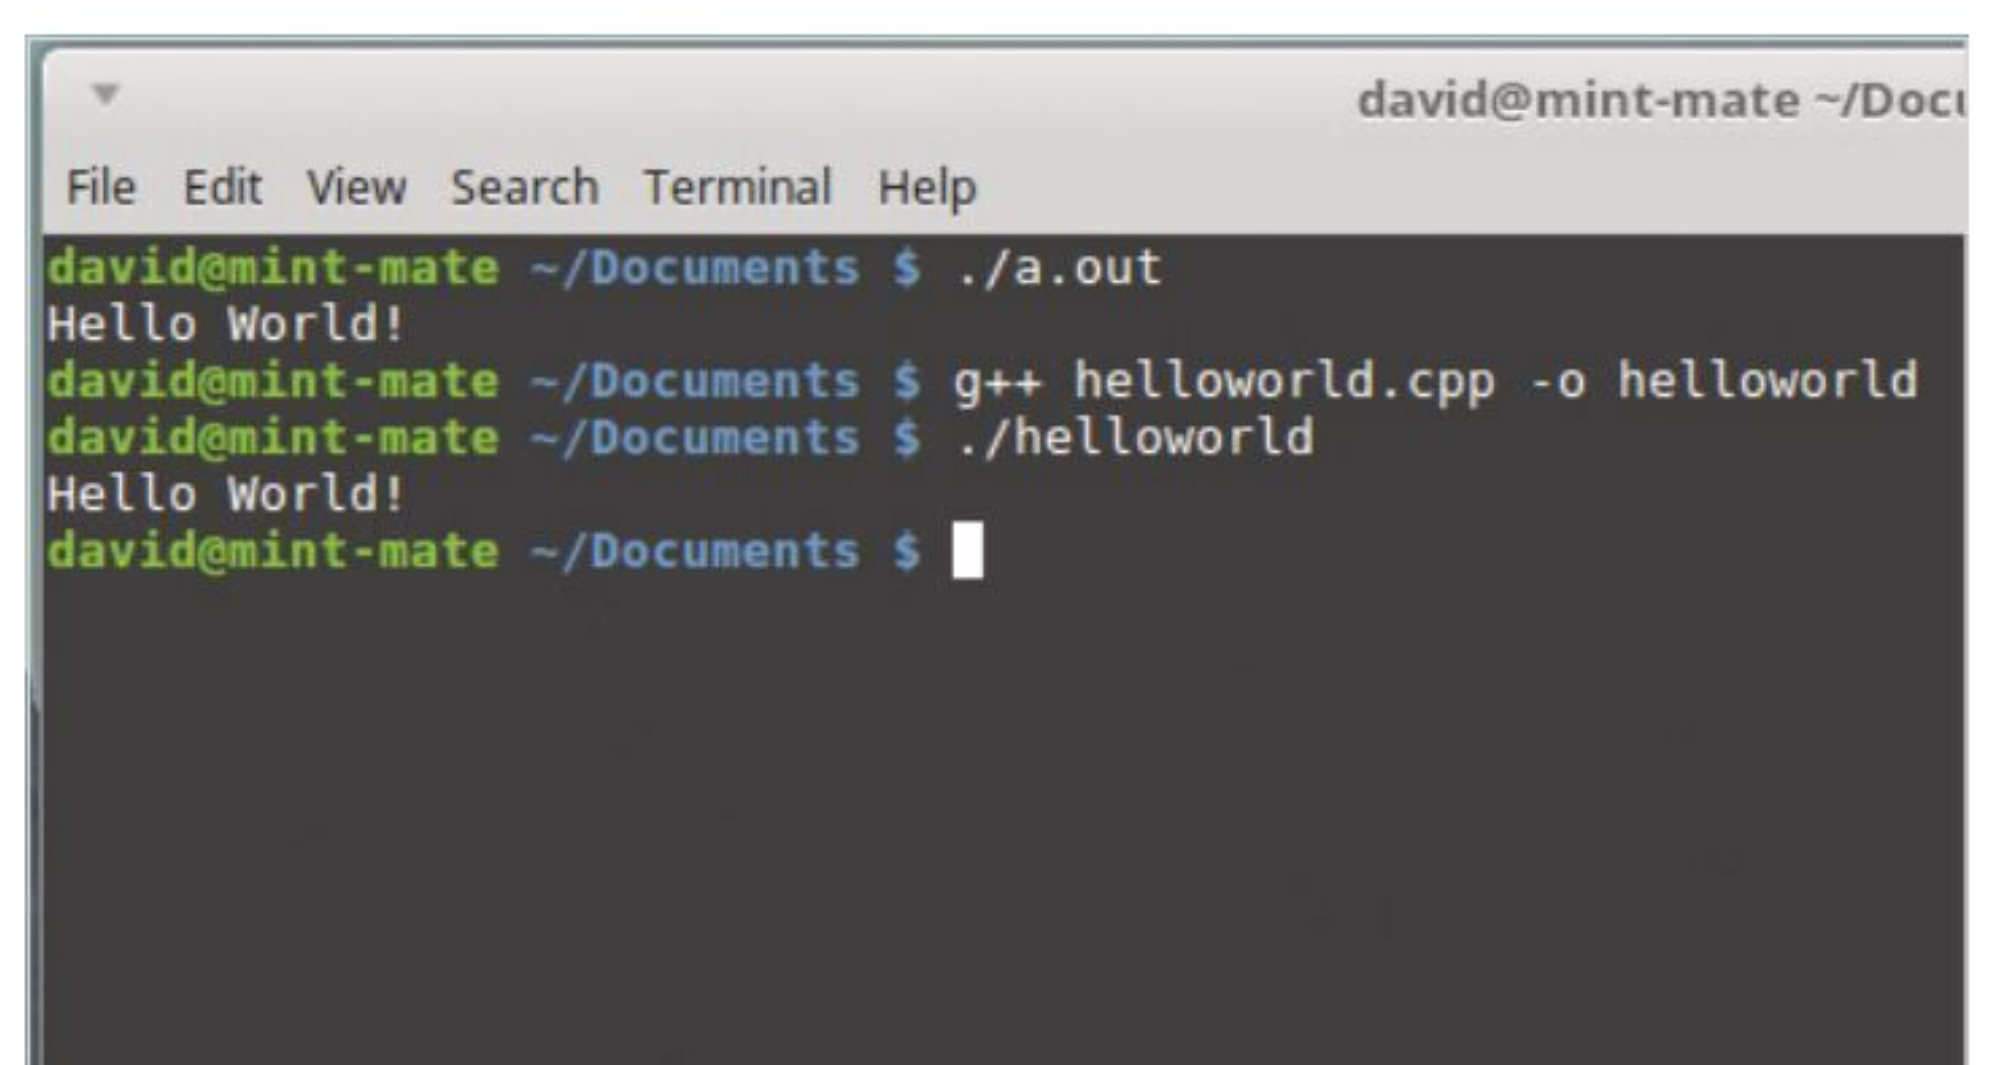 david@mint-mate ~/Docu
File Edit View Search Terminal Help
david@mint-mate ~/Documents $ ./a.out
Hello World!
david@mint-mate ~/Documents $ g++ helloworld.cpp -o helloworld
david@mint-mate ~/Documents $ ./helloworld
Hello World!
david@mint-mate ~/Documents $